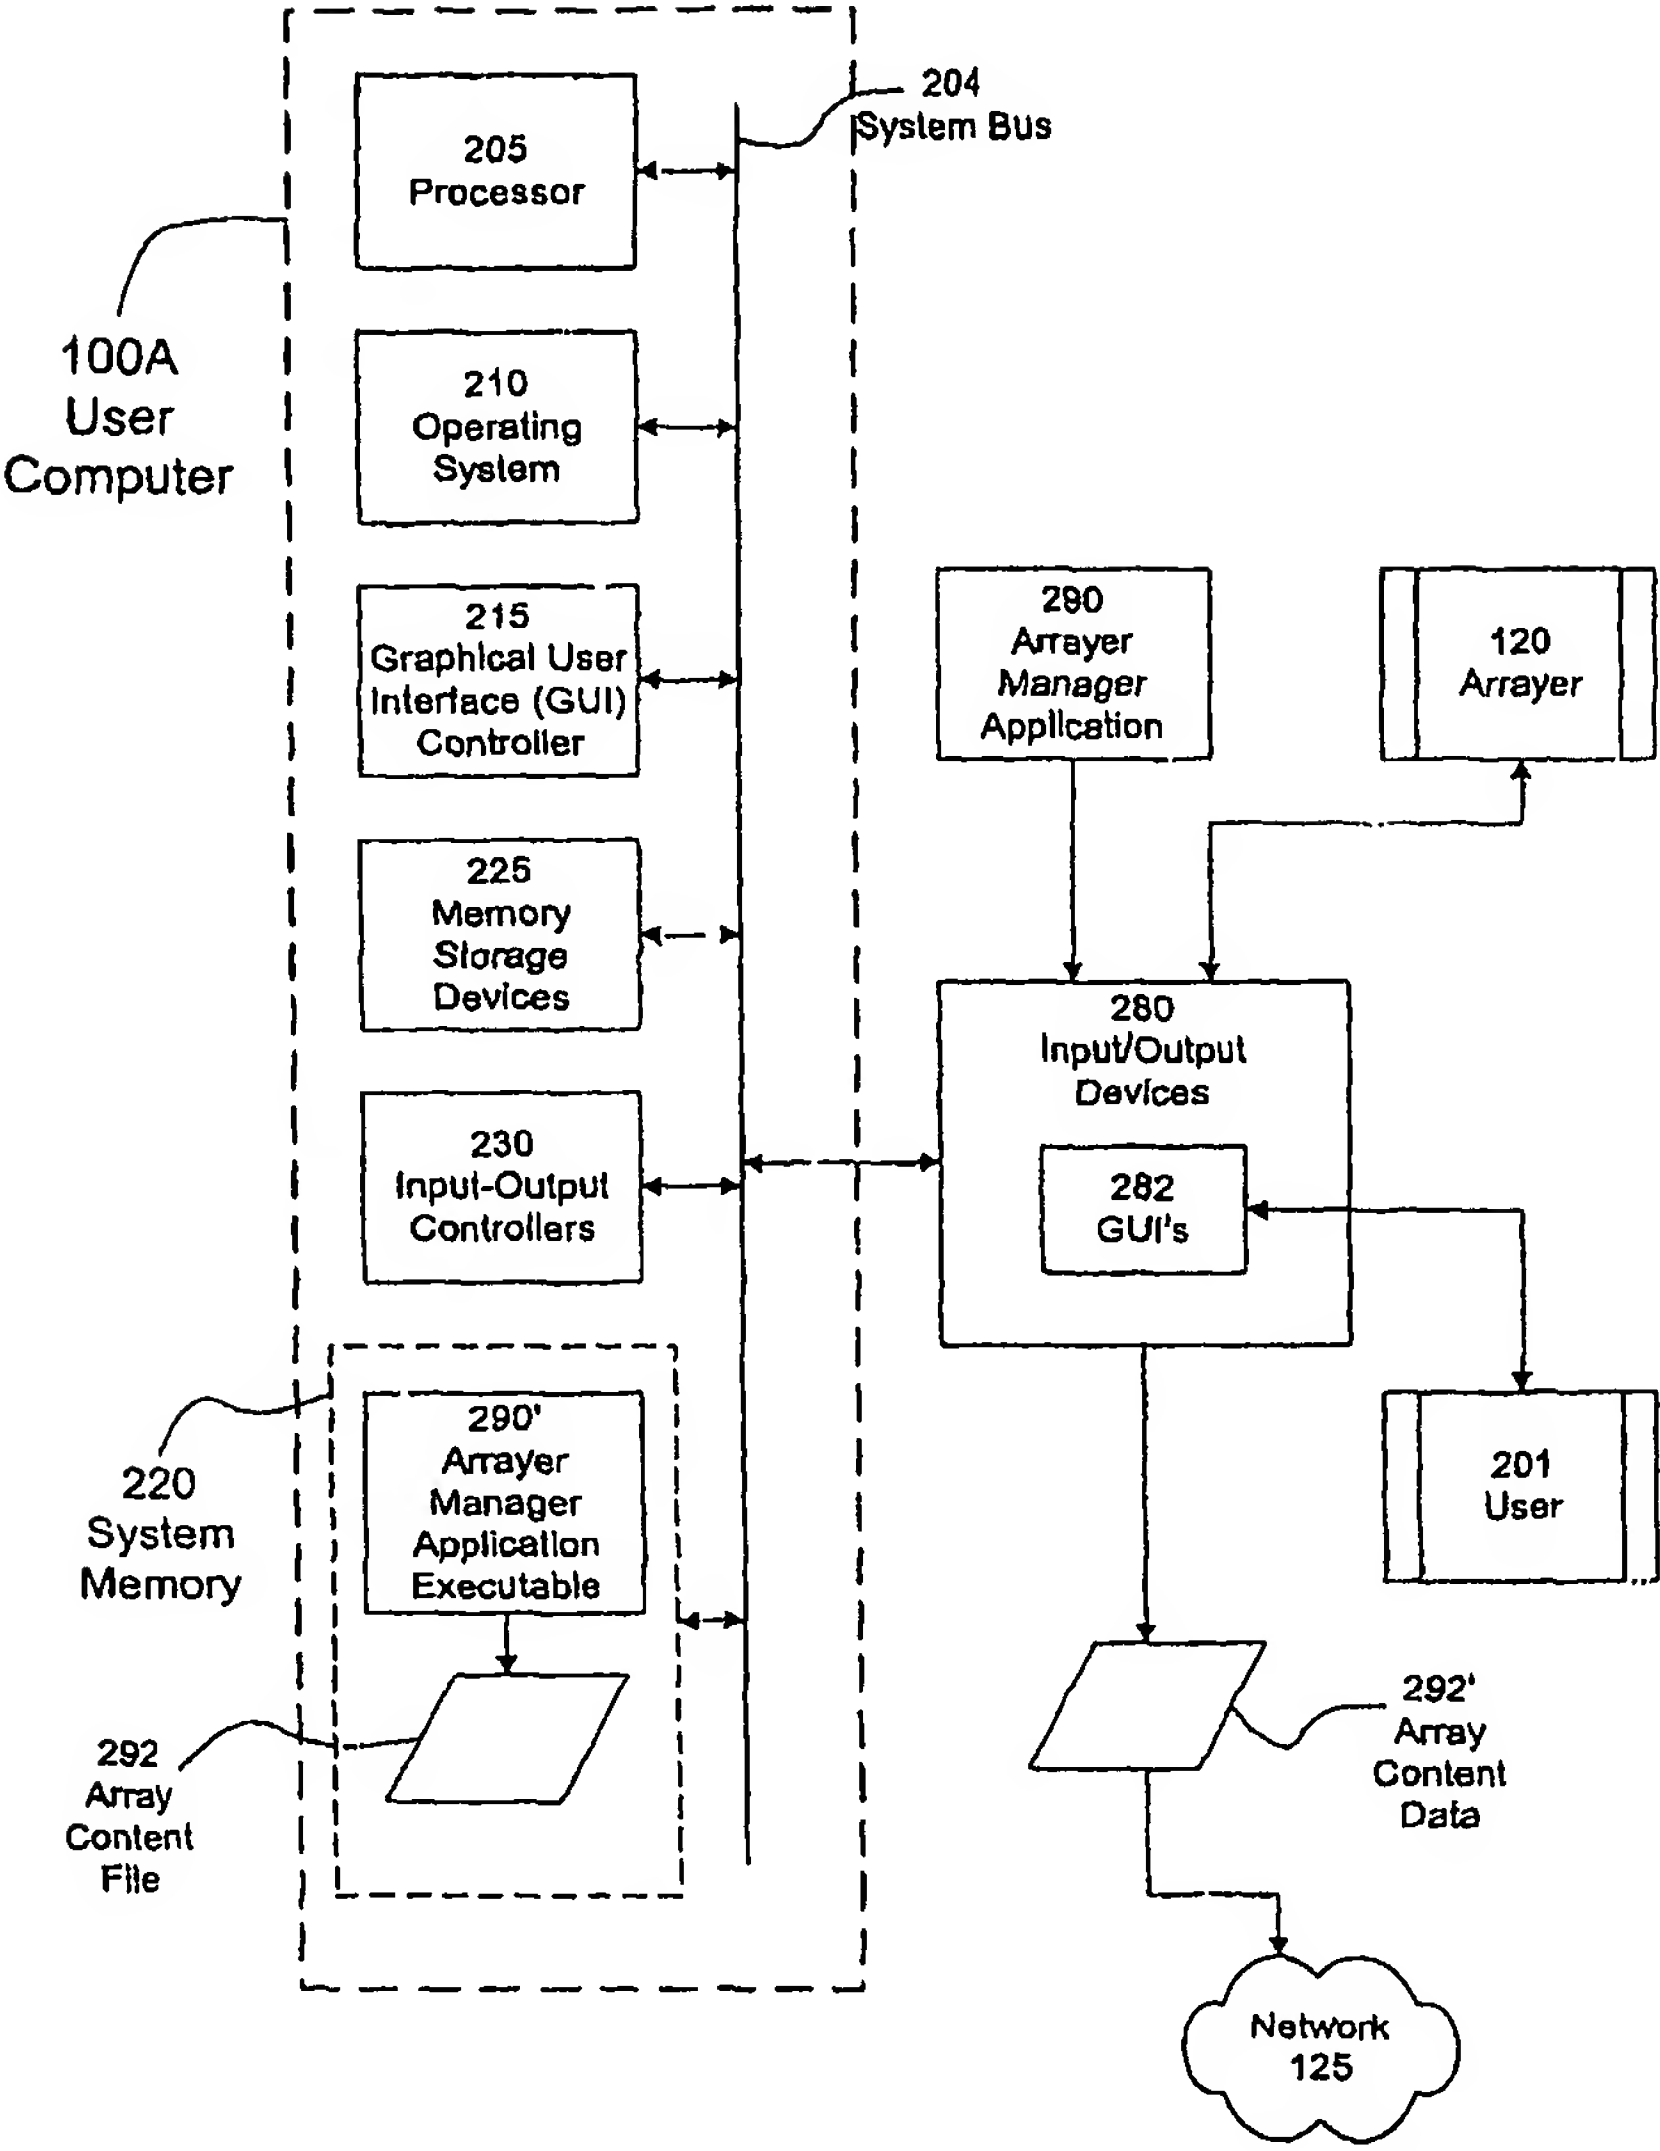 204
System Bus
205
Processor
100A
User
Computer
210
Operating
System
215
Graphical User
Interface (GUI)
Controller
290
Arrayer
Manager
Application
120
Arrayer
225
Memory
Storage
Devices
280
Input/Output
Devices
230
Input-Output
Controllers
282
GUI's
220
System
Memory
290'
Arrayer
Manager
Application
Executable
201
User
292
Array
Content
File
292'
Array
Content
Data
Network
125